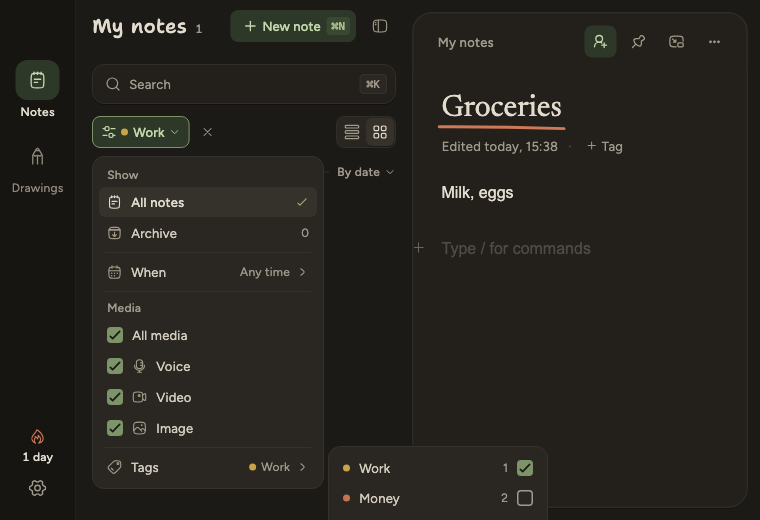 My notes 1
+ New note ⌘N
Notes
Drawings
1 day
Search ⌘K
Work
By date
Show
All notes
Archive 0
When Any time
Media
All media
Voice
Video
Image
Tags Work
Work 1
Money 2
My notes
Groceries
Edited today, 15:38 · + Tag
Milk, eggs
+ Type / for commands